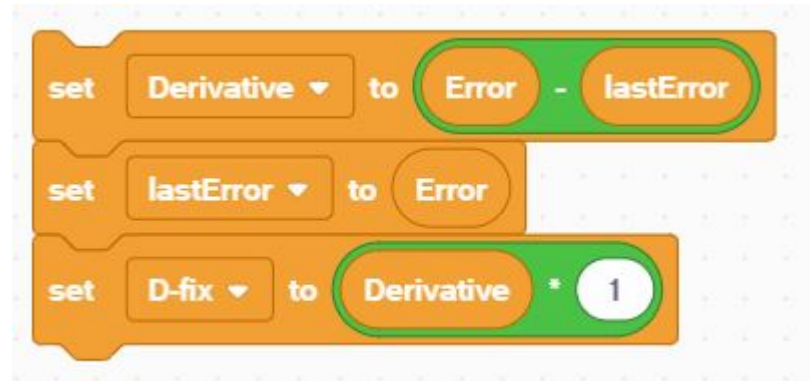 set Derivative to Error - lastError
set lastError to Error
set D-fix to Derivative * 1